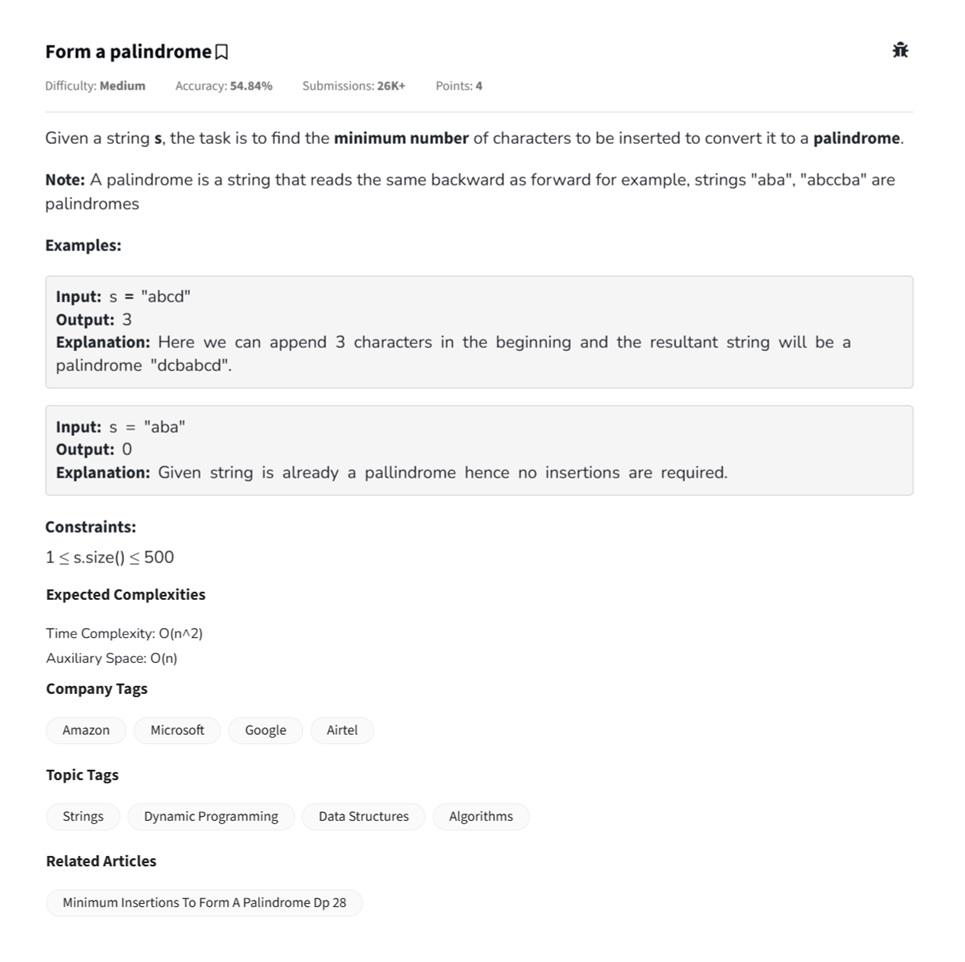 Form a palindrome
Difficulty: Medium Accuracy: 54.84% Submissions: 26K+ Points: 4
Given a string s, the task is to find the minimum number of characters to be inserted to convert it to a palindrome.
Note: A palindrome is a string that reads the same backward as forward for example, strings "aba", "abccba" are
palindromes
Examples:
Input: s = "abcd"
Output: 3
Explanation: Here we can append 3 characters in the beginning and the resultant string will be a
palindrome "dcbabcd".
Input: s = "aba"
Output: 0
Explanation: Given string is already a pallindrome hence no insertions are required.
Constraints:
1 ≤ s.size() ≤ 500
Expected Complexities
Time Complexity: O(n^2)
Auxiliary Space: O(n)
Company Tags
Amazon Microsoft Google Airtel
Topic Tags
Strings Dynamic Programming Data Structures Algorithms
Related Articles
Minimum Insertions To Form A Palindrome Dp 28